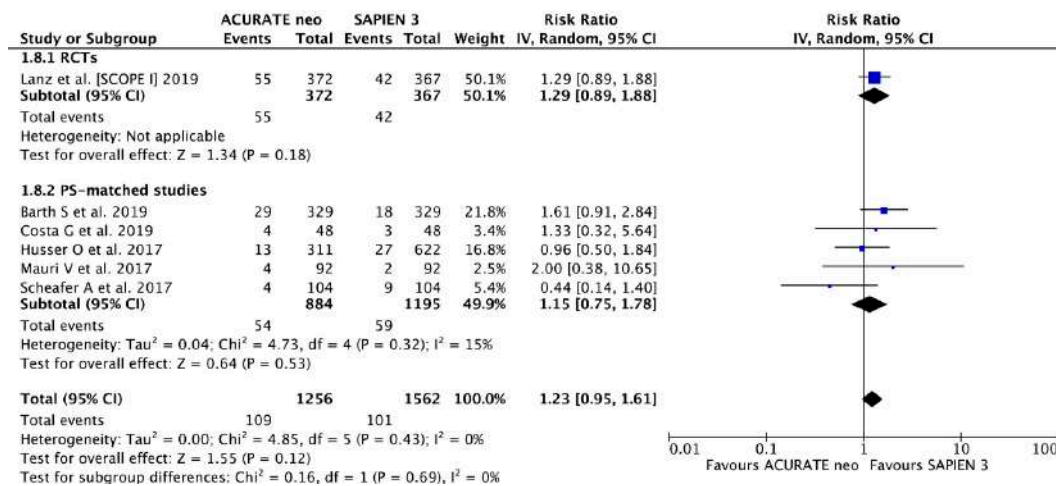 ACURATE neo SAPIEN 3 Risk Ratio Risk Ratio
Study or Subgroup Events Total Events Total Weight IV, Random, 95% CI IV, Random, 95% CI
1.8.1 RCTs
Lanz et al. [SCOPE I] 2019 55 372 42 367 50.1% 1.29 [0.89, 1.88]
Subtotal (95% CI) 372 367 50.1% 1.29 [0.89, 1.88]
Total events 55 42
Heterogeneity: Not applicable
Test for overall effect: Z = 1.34 (P = 0.18)
1.8.2 PS-matched studies
Barth S et al. 2019 29 329 18 329 21.8% 1.61 [0.91, 2.84]
Costa G et al. 2019 4 48 3 48 3.4% 1.33 [0.32, 5.64]
Husser O et al. 2017 13 311 27 622 16.8% 0.96 [0.50, 1.84]
Mauri V et al. 2017 4 92 2 92 2.5% 2.00 [0.38, 10.65]
Scheafer A et al. 2017 4 104 9 104 5.4% 0.44 [0.14, 1.40]
Subtotal (95% CI) 884 1195 49.9% 1.15 [0.75, 1.78]
Total events 54 59
Heterogeneity: Tau² = 0.04; Chi² = 4.73, df = 4 (P = 0.32); I² = 15%
Test for overall effect: Z = 0.64 (P = 0.53)
Total (95% CI) 1256 1562 100.0% 1.23 [0.95, 1.61]
Total events 109 101
Heterogeneity: Tau² = 0.00; Chi² = 4.85, df = 5 (P = 0.43); I² = 0%
Test for overall effect: Z = 1.55 (P = 0.12)
Test for subgroup differences: Chi² = 0.16, df = 1 (P = 0.69), I² = 0%
0.01 0.1 1 10 100
Favours ACURATE neo Favours SAPIEN 3